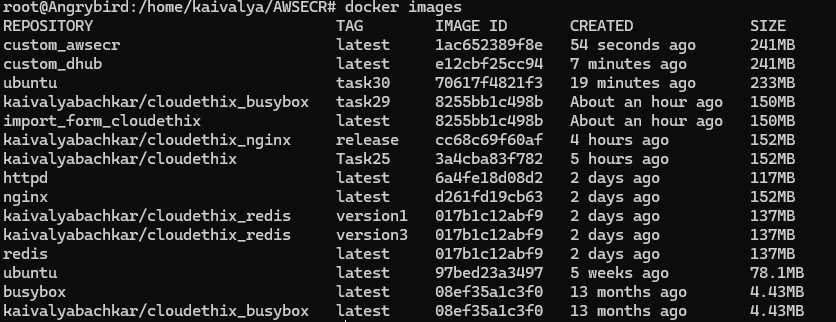 root@Angrybird:/home/kaivalya/AWSECR# docker images
REPOSITORY TAG IMAGE ID CREATED SIZE
custom_awsecr latest 1ac652389f8e 54 seconds ago 241MB
custom_dhub latest e12cbf25cc94 7 minutes ago 241MB
ubuntu task30 70617f4821f3 19 minutes ago 233MB
kaivalyabachkar/cloudethix_busybox task29 8255bb1c498b About an hour ago 150MB
import_form_cloudethix latest 8255bb1c498b About an hour ago 150MB
kaivalyabachkar/cloudethix_nginx release cc68c69f60af 4 hours ago 152MB
kaivalyabachkar/cloudethix Task25 3a4cba83f782 5 hours ago 152MB
httpd latest 6a4fe18d08d2 2 days ago 117MB
nginx latest d261fd19cb63 2 days ago 152MB
kaivalyabachkar/cloudethix_redis version1 017b1c12abf9 2 days ago 137MB
kaivalyabachkar/cloudethix_redis version3 017b1c12abf9 2 days ago 137MB
redis latest 017b1c12abf9 2 days ago 137MB
ubuntu latest 97bed23a3497 5 weeks ago 78.1MB
busybox latest 08ef35a1c3f0 13 months ago 4.43MB
kaivalyabachkar/cloudethix_busybox latest 08ef35a1c3f0 13 months ago 4.43MB